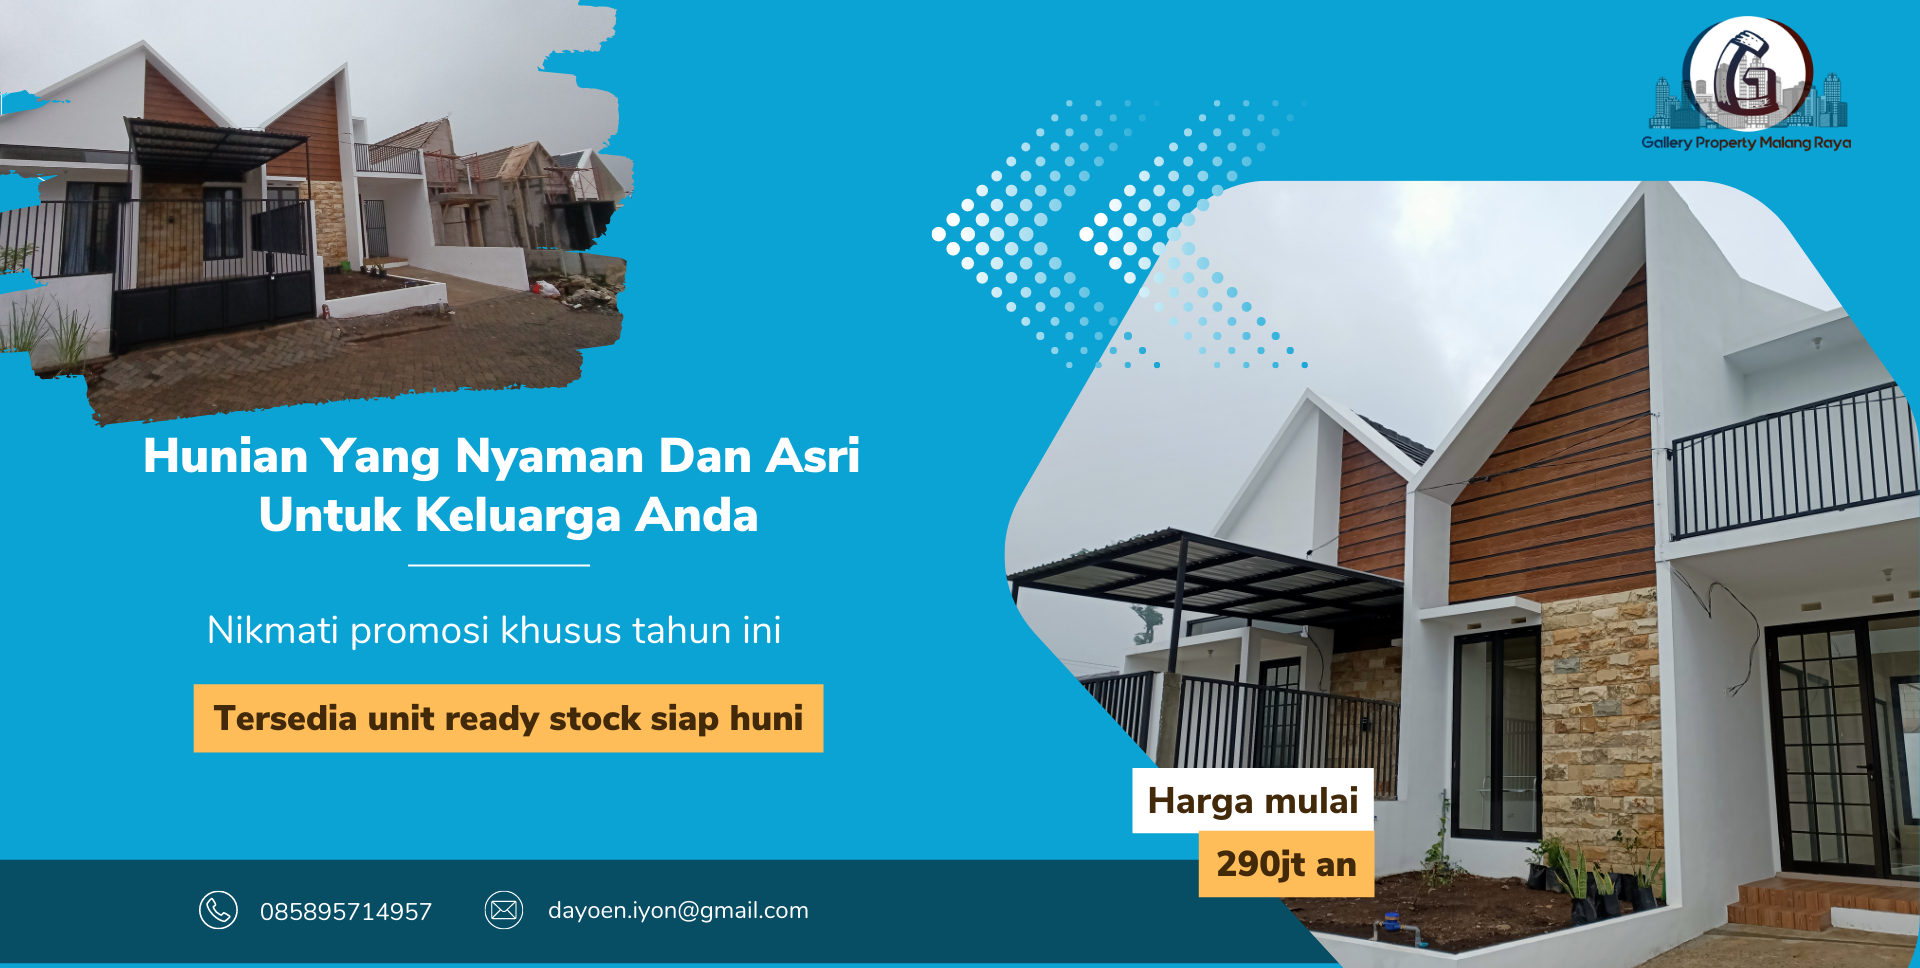 Gallery Property Malang Raya
Hunian Yang Nyaman Dan Asri
Untuk Keluarga Anda
Nikmati promosi khusus tahun ini
Tersedia unit ready stock siap huni
Harga mulai
290jt an
085895714957
dayoen.iyon@gmail.com